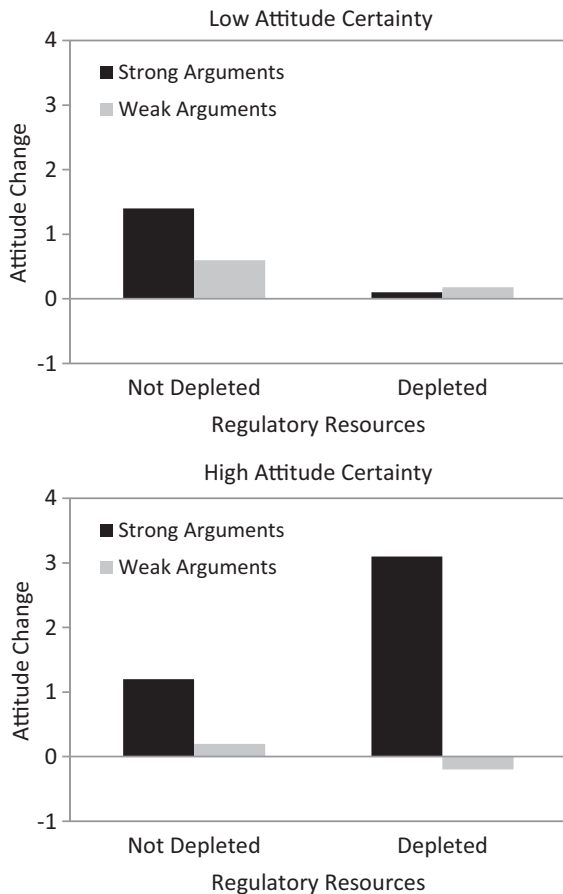 Low Attitude Certainty
4
3
2
1
0
-1
Strong Arguments
Weak Arguments
Attitude Change
Not Depleted Depleted
Regulatory Resources
High Attitude Certainty
4
3
2
1
0
-1
Strong Arguments
Weak Arguments
Attitude Change
Not Depleted Depleted
Regulatory Resources